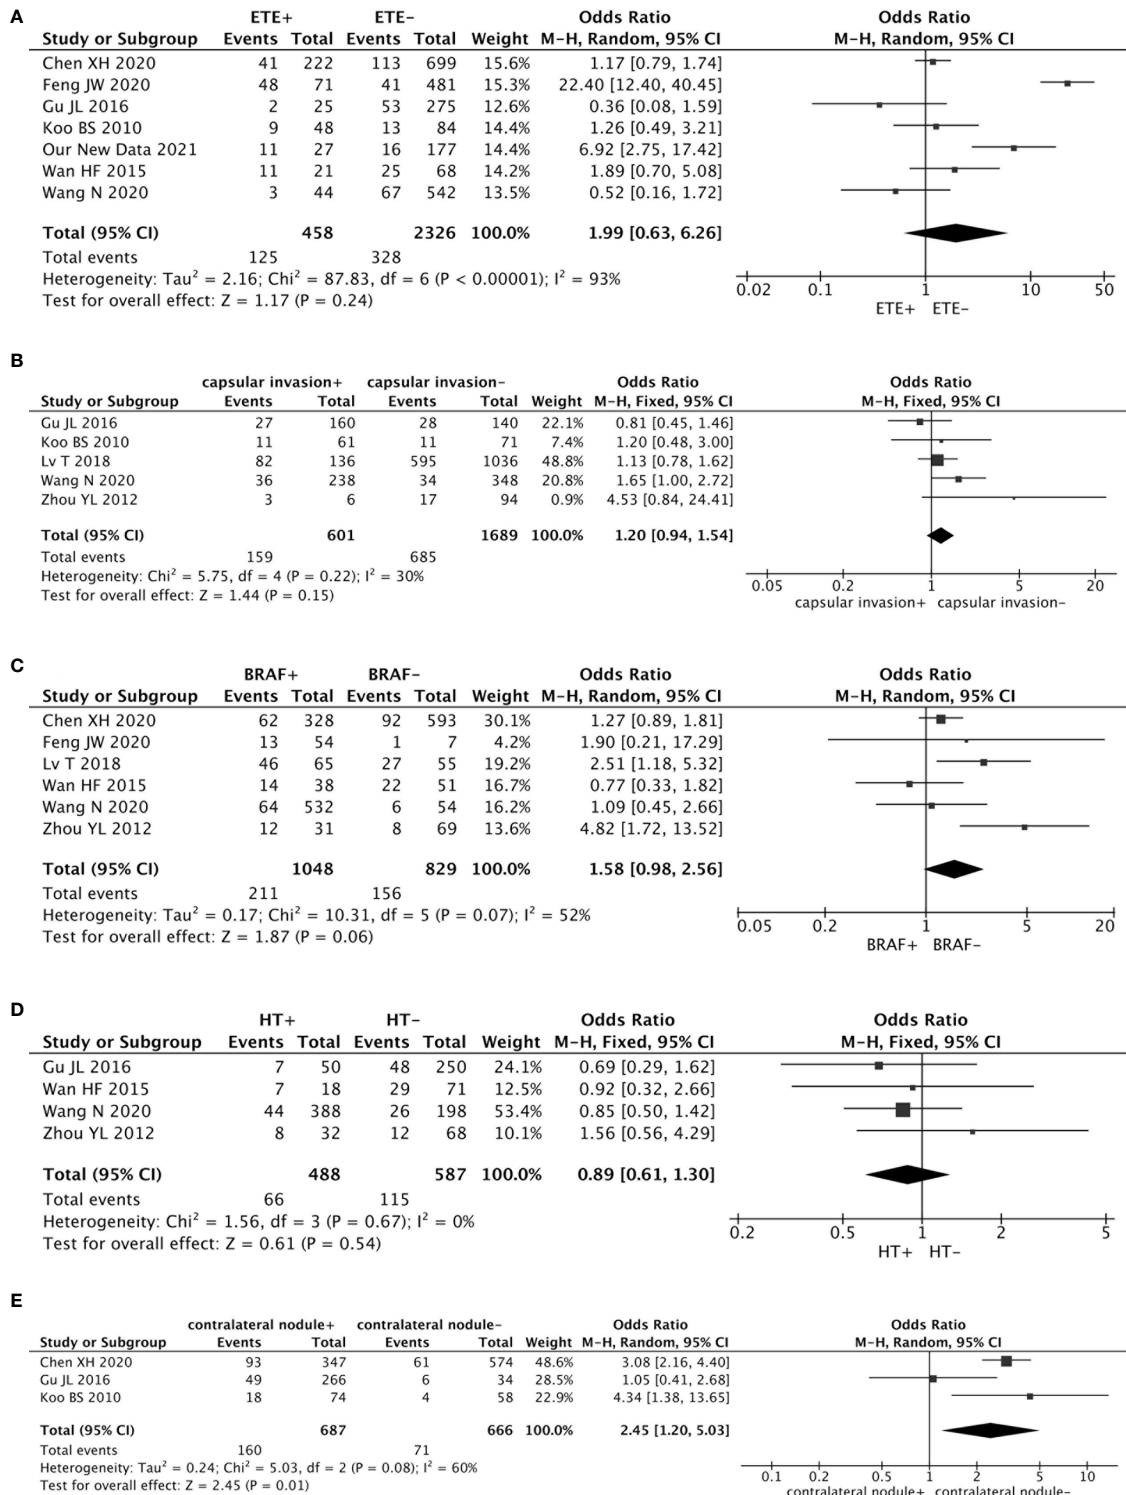 A
ETE+ ETE− Odds Ratio Odds Ratio
Study or Subgroup Events Total Events Total Weight M−H, Random, 95% CI M−H, Random, 95% CI
Chen XH 2020 41 222 113 699 15.6% 1.17 [0.79, 1.74]
Feng JW 2020 48 71 41 481 15.3% 22.40 [12.40, 40.45]
Gu JL 2016 2 25 53 275 12.6% 0.36 [0.08, 1.59]
Koo BS 2010 9 48 13 84 14.4% 1.26 [0.49, 3.21]
Our New Data 2021 11 27 16 177 14.4% 6.92 [2.75, 17.42]
Wan HF 2015 11 21 25 68 14.2% 1.89 [0.70, 5.08]
Wang N 2020 3 44 67 542 13.5% 0.52 [0.16, 1.72]
Total (95% CI) 458 2326 100.0% 1.99 [0.63, 6.26]
Total events 125 328
Heterogeneity: Tau² = 2.16; Chi² = 87.83, df = 6 (P < 0.00001); I² = 93%
Test for overall effect: Z = 1.17 (P = 0.24)
0.02 0.1 1 10 50
ETE+ ETE−
B
capsular invasion+ capsular invasion− Odds Ratio Odds Ratio
Study or Subgroup Events Total Events Total Weight M−H, Fixed, 95% CI M−H, Fixed, 95% CI
Gu JL 2016 27 160 28 140 22.1% 0.81 [0.45, 1.46]
Koo BS 2010 11 61 11 71 7.4% 1.20 [0.48, 3.00]
Lv T 2018 82 136 595 1036 48.8% 1.13 [0.78, 1.62]
Wang N 2020 36 238 34 348 20.8% 1.65 [1.00, 2.72]
Zhou YL 2012 3 6 17 94 0.9% 4.53 [0.84, 24.41]
Total (95% CI) 601 1689 100.0% 1.20 [0.94, 1.54]
Total events 159 685
Heterogeneity: Chi² = 5.75, df = 4 (P = 0.22); I² = 30%
Test for overall effect: Z = 1.44 (P = 0.15)
0.05 0.2 1 5 20
capsular invasion+ capsular invasion−
C
BRAF+ BRAF− Odds Ratio Odds Ratio
Study or Subgroup Events Total Events Total Weight M−H, Random, 95% CI M−H, Random, 95% CI
Chen XH 2020 62 328 92 593 30.1% 1.27 [0.89, 1.81]
Feng JW 2020 13 54 1 7 4.2% 1.90 [0.21, 17.29]
Lv T 2018 46 65 27 55 19.2% 2.51 [1.18, 5.32]
Wan HF 2015 14 38 22 51 16.7% 0.77 [0.33, 1.82]
Wang N 2020 64 532 6 54 16.2% 1.09 [0.45, 2.66]
Zhou YL 2012 12 31 8 69 13.6% 4.82 [1.72, 13.52]
Total (95% CI) 1048 829 100.0% 1.58 [0.98, 2.56]
Total events 211 156
Heterogeneity: Tau² = 0.17; Chi² = 10.31, df = 5 (P = 0.07); I² = 52%
Test for overall effect: Z = 1.87 (P = 0.06)
0.05 0.2 1 5 20
BRAF+ BRAF−
D
HT+ HT− Odds Ratio Odds Ratio
Study or Subgroup Events Total Events Total Weight M−H, Fixed, 95% CI M−H, Fixed, 95% CI
Gu JL 2016 7 50 48 250 24.1% 0.69 [0.29, 1.62]
Wan HF 2015 7 18 29 71 12.5% 0.92 [0.32, 2.66]
Wang N 2020 44 388 26 198 53.4% 0.85 [0.50, 1.42]
Zhou YL 2012 8 32 12 68 10.1% 1.56 [0.56, 4.29]
Total (95% CI) 488 587 100.0% 0.89 [0.61, 1.30]
Total events 66 115
Heterogeneity: Chi² = 1.56, df = 3 (P = 0.67); I² = 0%
Test for overall effect: Z = 0.61 (P = 0.54)
0.2 0.5 1 2 5
HT+ HT−
E
contralateral nodule+ contralateral nodule− Odds Ratio Odds Ratio
Study or Subgroup Events Total Events Total Weight M−H, Random, 95% CI M−H, Random, 95% CI
Chen XH 2020 93 347 61 574 48.6% 3.08 [2.16, 4.40]
Gu JL 2016 49 266 6 34 28.5% 1.05 [0.41, 2.68]
Koo BS 2010 18 74 4 58 22.9% 4.34 [1.38, 13.65]
Total (95% CI) 687 666 100.0% 2.45 [1.20, 5.03]
Total events 160 71
Heterogeneity: Tau² = 0.24; Chi² = 5.03, df = 2 (P = 0.08); I² = 60%
Test for overall effect: Z = 2.45 (P = 0.01)
0.1 0.2 0.5 1 2 5 10
contralateral nodule+ contralateral nodule−